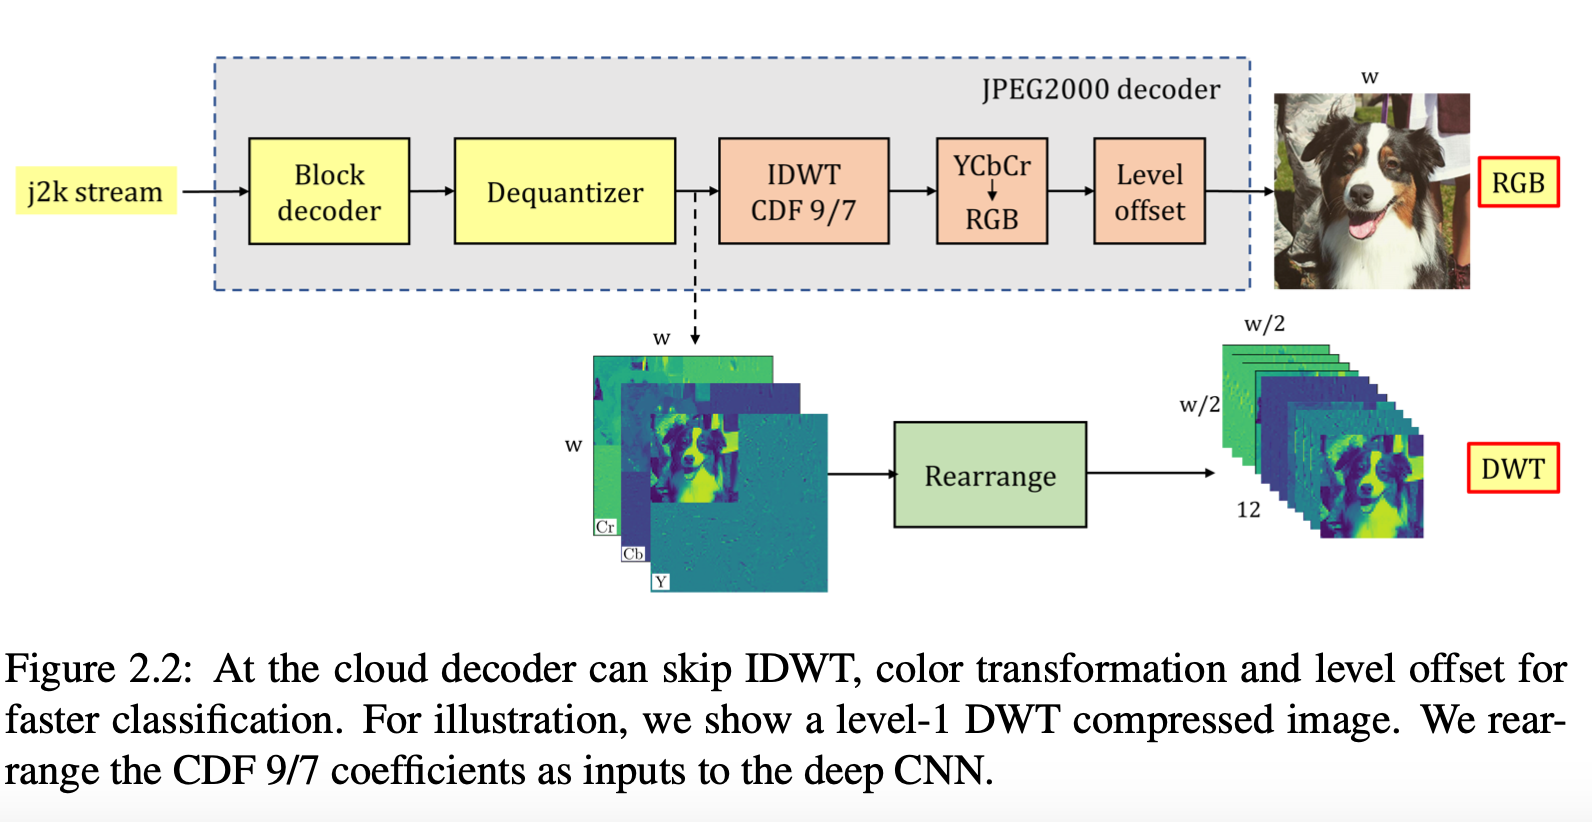 JPEG2000 decoder
w
j2k stream
Block
decoder
Dequantizer
IDWT
CDF 9/7
YCbCr
↓
RGB
Level
offset
RGB
w
w
Cr
Cb
Y
Rearrange
w/2
w/2
12
DWT
Figure 2.2: At the cloud decoder can skip IDWT, color transformation and level offset for
faster classification. For illustration, we show a level-1 DWT compressed image. We rear-
range the CDF 9/7 coefficients as inputs to the deep CNN.